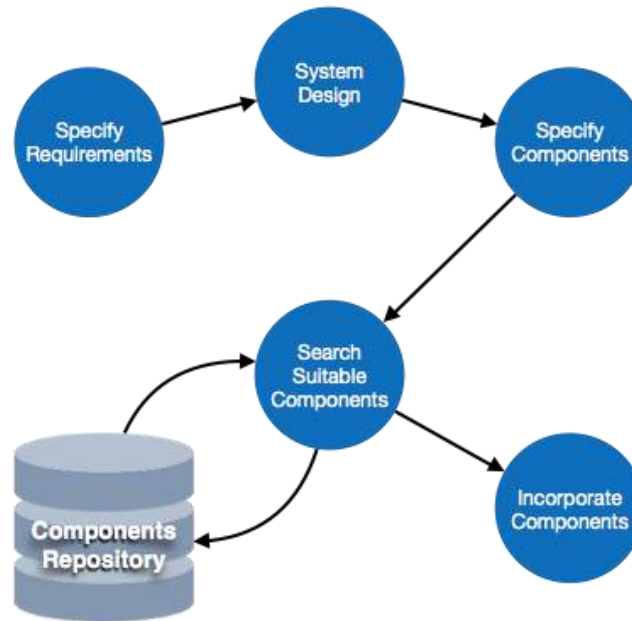 System
Design
Specify
Requirements
Specify
Components
Search
Suitable
Components
Components
Repository
Incorporate
Components